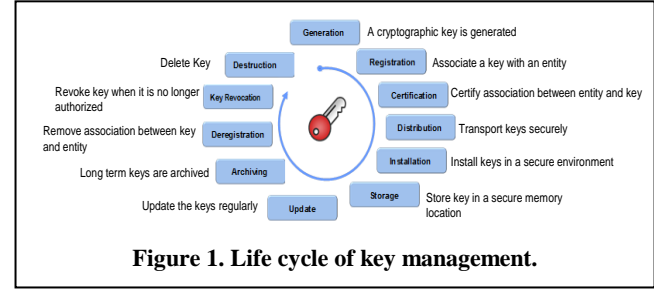 Generation A cryptographic key is generated
Delete Key Destruction Registration Associate a key with an entity
Revoke key when it is no longer
authorized
Key Revocation Certification Certify association between entity and key
Remove association between key
and entity
Deregistration Distribution Transport keys securely
Long term keys are archived Archiving Installation Install keys in a secure environment
Update the keys regularly Update Storage Store key in a secure memory
location
Figure 1. Life cycle of key management.